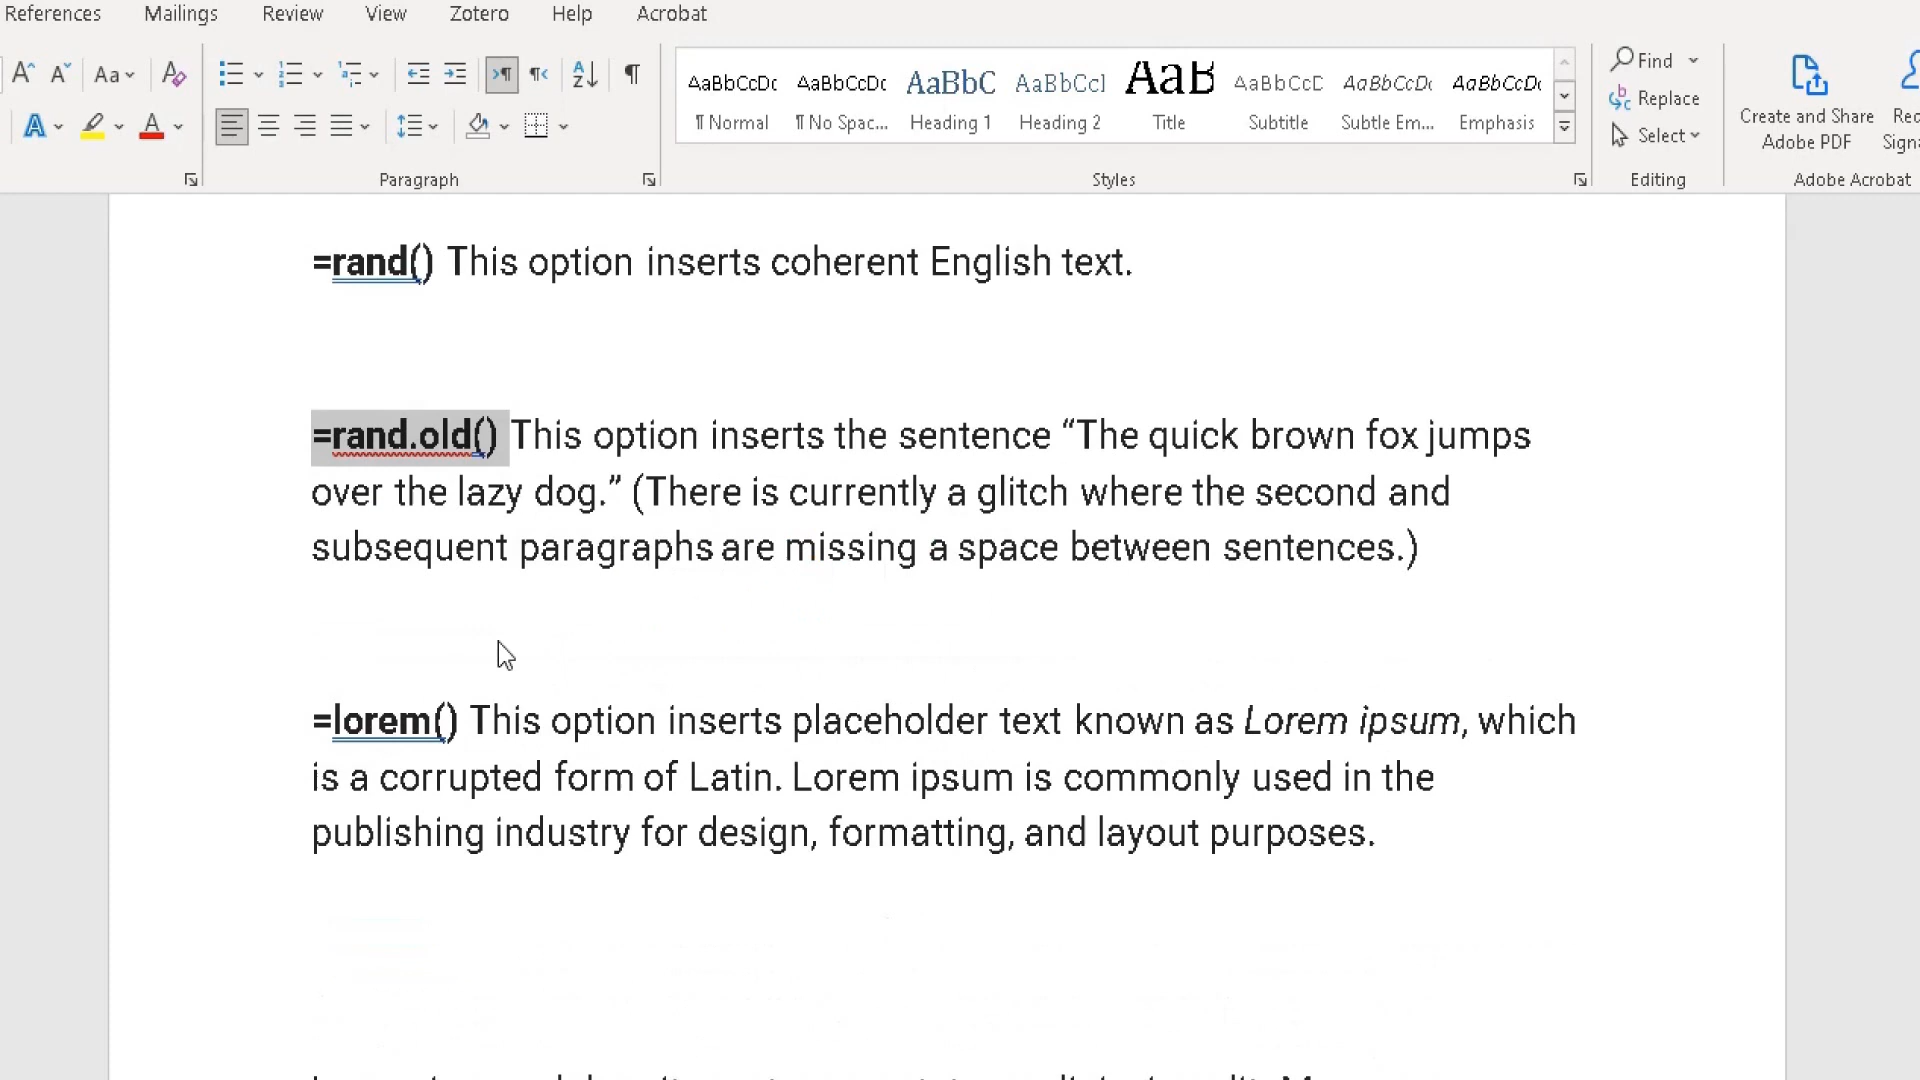 References Mailings Review View Zotero Help Acrobat
Aa Find
AaBbCcDc AaBbCcDc AaBbC AaBbCcI AaB AaBbCcD AaBbCcDc AaBbCcDc
Replace
Create and Share
¶ Normal ¶ No Spac... Heading 1 Heading 2 Title Subtitle Subtle Em... Emphasis
Select
Adobe PDF
Paragraph Styles Editing Adobe Acrobat
=rand() This option inserts coherent English text.
=rand.old() This option inserts the sentence “The quick brown fox jumps
over the lazy dog.” (There is currently a glitch where the second and
subsequent paragraphs are missing a space between sentences.)
=lorem() This option inserts placeholder text known as Lorem ipsum, which
is a corrupted form of Latin. Lorem ipsum is commonly used in the
publishing industry for design, formatting, and layout purposes.